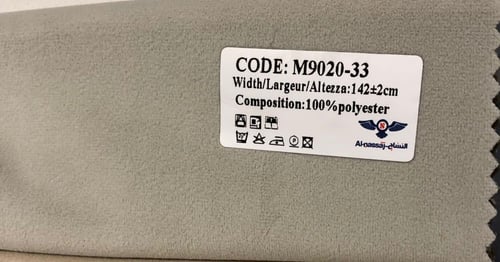 CODE: M9020-33
Width/Largeur/Altezza:142±2cm
Composition:100%polyester
Al-nassaj-النساج